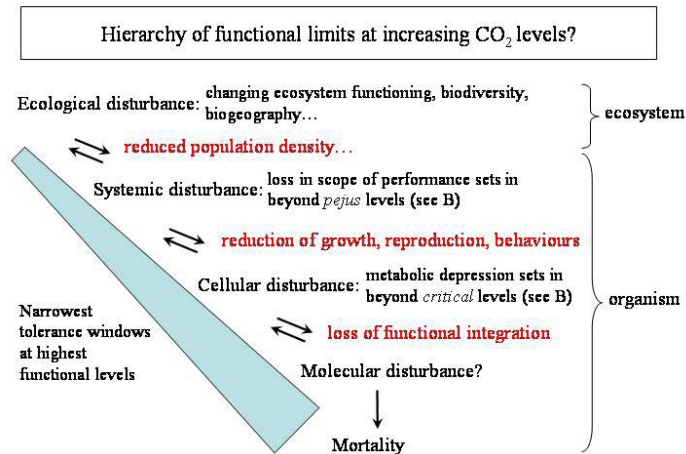 Hierarchy of functional limits at increasing CO₂ levels?
Ecological disturbance: changing ecosystem functioning, biodiversity,
biogeography…
ecosystem
reduced population density…
Systemic disturbance: loss in scope of performance sets in
beyond pejus levels (see B)
reduction of growth, reproduction, behaviours
Cellular disturbance: metabolic depression sets in
beyond critical levels (see B)
organism
Narrowest
tolerance windows
at highest
functional levels
loss of functional integration
Molecular disturbance?
Mortality